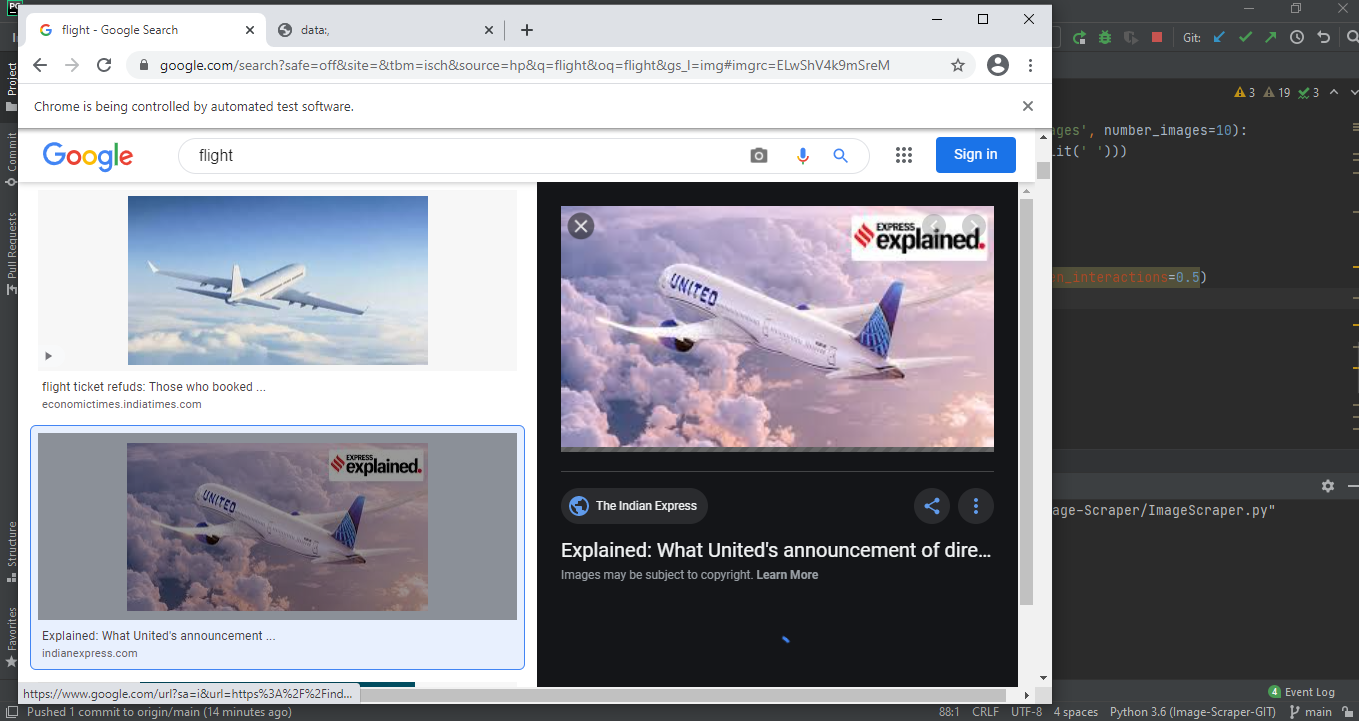 PC
flight - Google Search
data:,
google.com/search?safe=off&site=&tbm=isch&source=hp&q=flight&oq=flight&gs_l=img#imgrc=ELwShV4k9mSreM
Chrome is being controlled by automated test software.
Google
flight
Sign in
flight ticket refuds: Those who booked ...
economictimes.indiatimes.com
EXPRESS
explained.
UNITED
Explained: What United's announcement ...
indianexpress.com
EXPRESS
explained.
UNITED
The Indian Express
Explained: What United's announcement of dire...
Images may be subject to copyright. Learn More
https://www.google.com/url?sa=i&url=https%3A%2F%2Find...
Project
Commit
Pull Requests
Structure
Favorites
Git:
3 19 3
ges', number_images=10):
it(' ')))
n_interactions=0.5)
age-Scraper/ImageScraper.py"
4 Event Log
Pushed 1 commit to origin/main (14 minutes ago)
88:1 CRLF UTF-8 4 spaces Python 3.6 (Image-Scraper-GIT) main